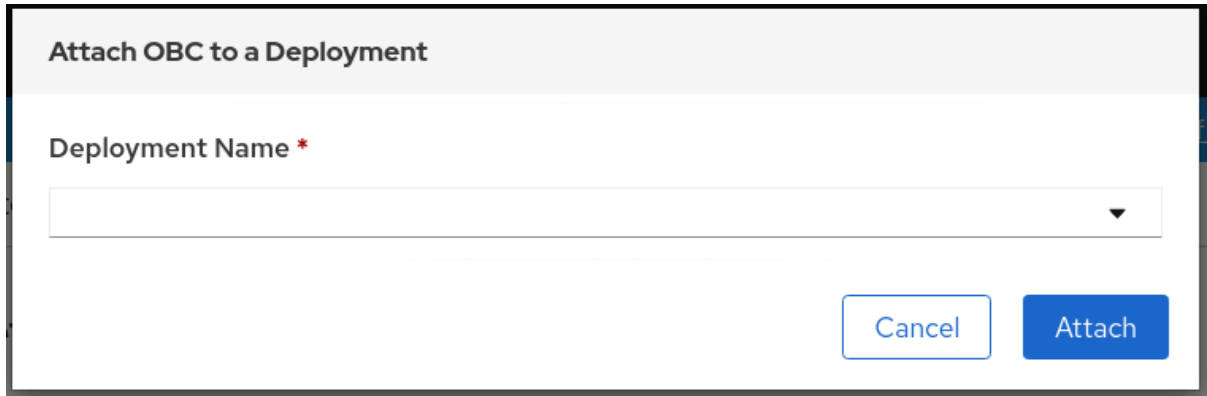 Attach OBC to a Deployment
Deployment Name *
Cancel Attach